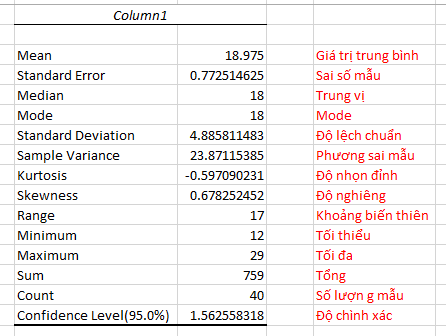 Column1
Mean 18.975 Giá trị trung bình
Standard Error 0.772514625 Sai số mẫu
Median 18 Trung vị
Mode 18 Mode
Standard Deviation 4.885811483 Độ lệch chuẩn
Sample Variance 23.87115385 Phương sai mẫu
Kurtosis -0.597090231 Độ nhọn đỉnh
Skewness 0.678252452 Độ nghiêng
Range 17 Khoảng biến thiên
Minimum 12 Tối thiểu
Maximum 29 Tối đa
Sum 759 Tổng
Count 40 Số lượn g mẫu
Confidence Level(95.0%) 1.562558318 Độ chình xác